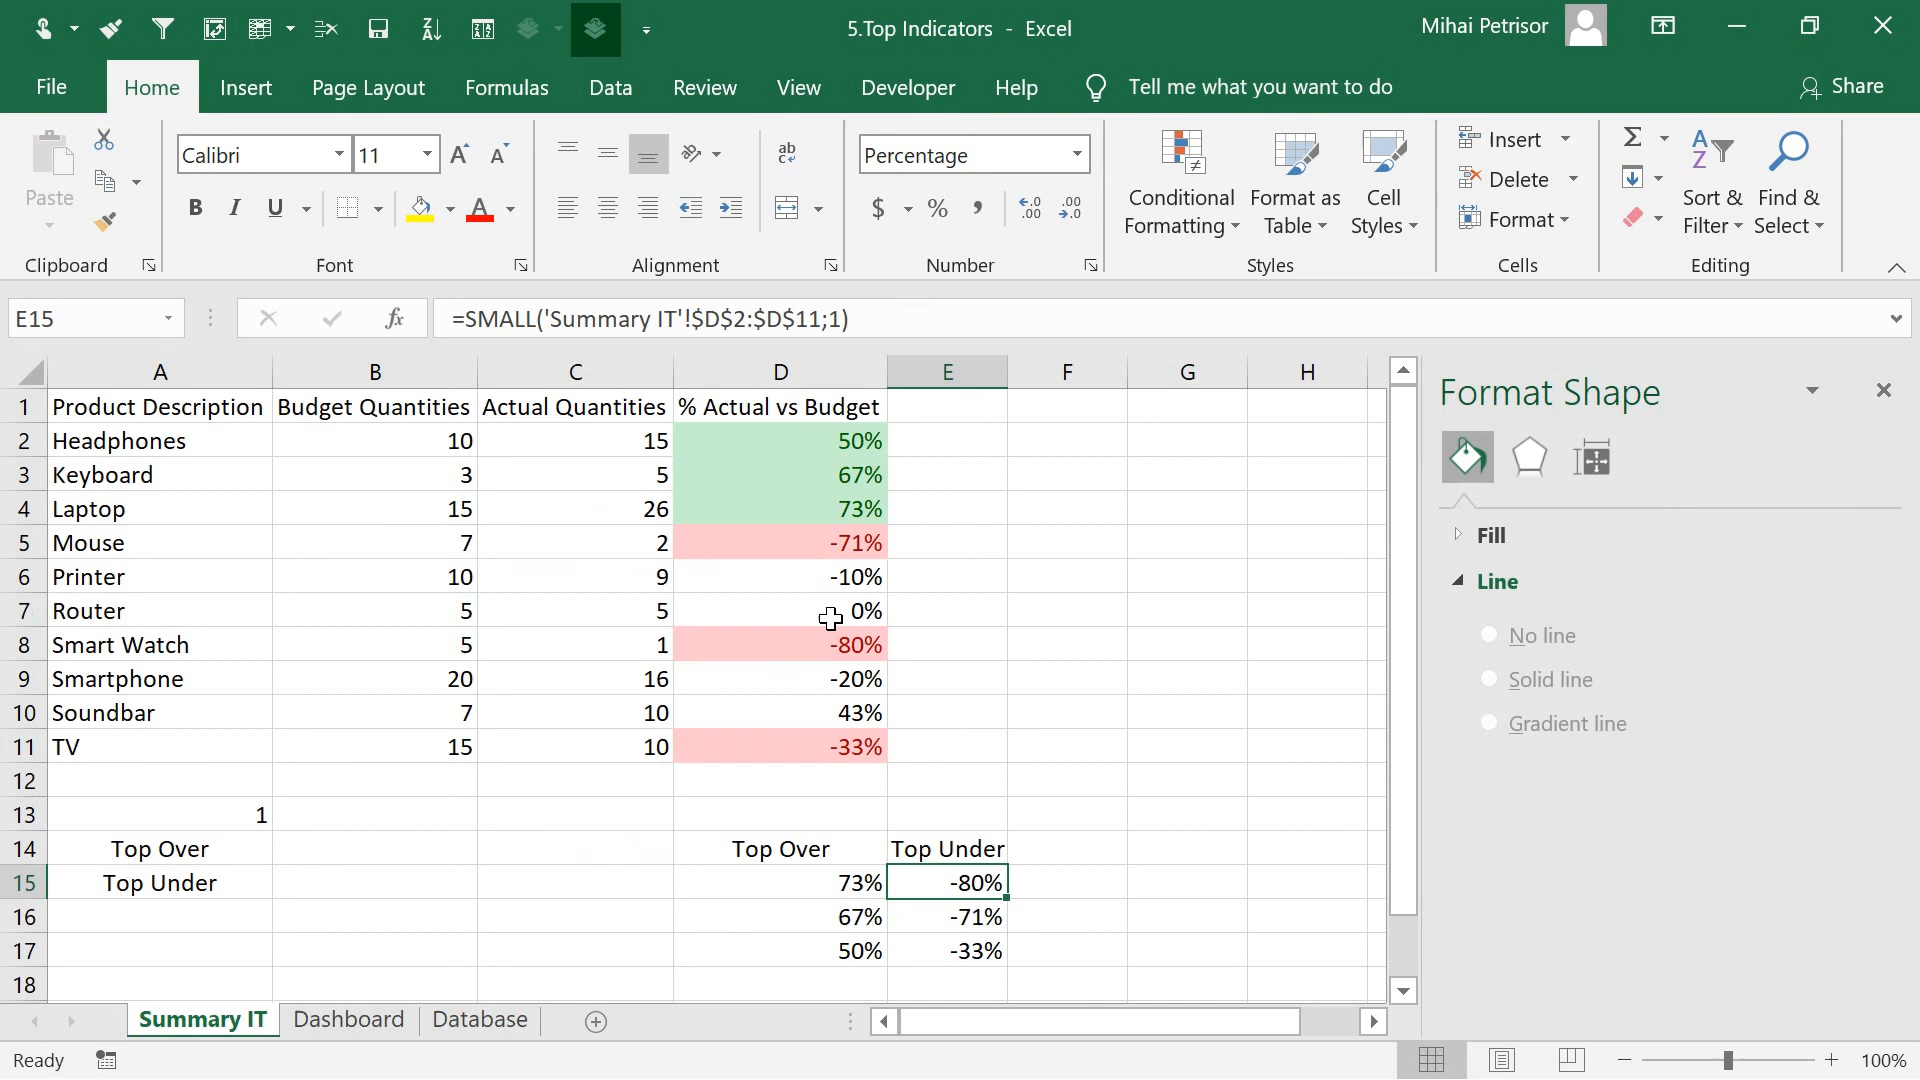 5.Top Indicators - Excel
Mihai Petrisor
File Home Insert Page Layout Formulas Data Review View Developer Help Tell me what you want to do Share
Paste
Calibri 11
B I U A
ab
Percentage
$ % ,
Conditional Formatting
Format as Table
Cell Styles
Insert
Delete
Format
Sort & Filter
Find & Select
Clipboard Font Alignment Number Styles Cells Editing
E15 fx =SMALL('Summary IT'!$D$2:$D$11;1)
A B C D E F G H
1 Product Description Budget Quantities Actual Quantities % Actual vs Budget
2 Headphones 10 15 50%
3 Keyboard 3 5 67%
4 Laptop 15 26 73%
5 Mouse 7 2 -71%
6 Printer 10 9 -10%
7 Router 5 5 0%
8 Smart Watch 5 1 -80%
9 Smartphone 20 16 -20%
10 Soundbar 7 10 43%
11 TV 15 10 -33%
12
13 1
14 Top Over Top Over Top Under
15 Top Under 73% -80%
16 67% -71%
17 50% -33%
18
Format Shape
Fill
Line
No line
Solid line
Gradient line
Summary IT Dashboard Database
Ready 100%